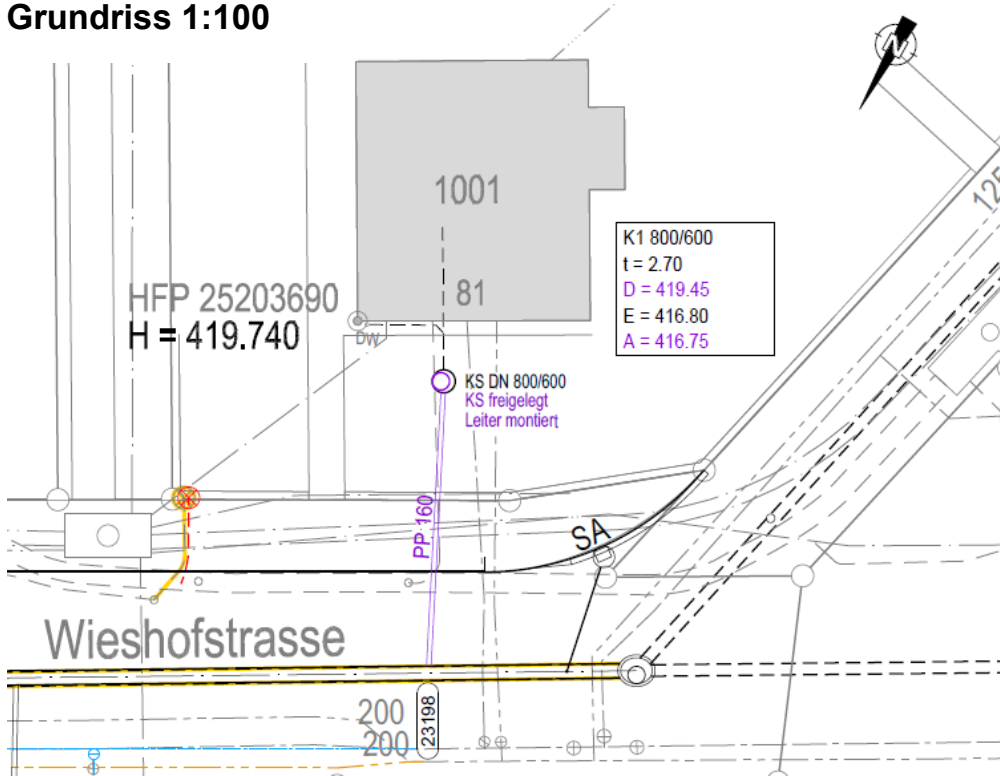 Grundriss 1:100
N
125
1001
K1 800/600
t = 2.70
D = 419.45
E = 416.80
A = 416.75
HFP 25203690
H = 419.740
81
DW
KS DN 800/600
KS freigelegt
Leiter montiert
PP 160
SA
Wieshofstrasse
200
200
23198